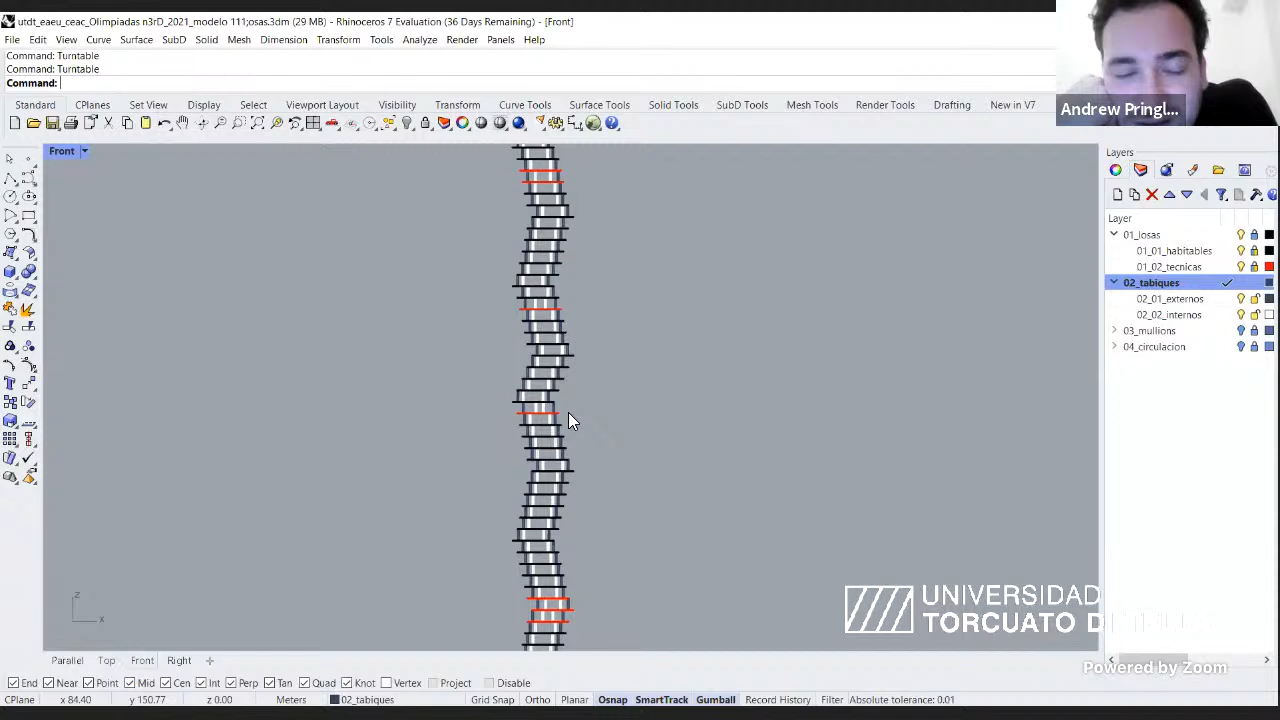 utdt_eaeu_ceac_Olimpiadas n3rD_2021_modelo 111;osas.3dm (29 MB) - Rhinoceros 7 Evaluation (36 Days Remaining) - [Front]
File Edit View Curve Surface SubD Solid Mesh Dimension Transform Tools Analyze Render Panels Help
Command: Turntable
Command: Turntable
Command:
Andrew Pringl...
Standard CPlanes Set View Display Select Viewport Layout Visibility Transform Curve Tools Surface Tools Solid Tools SubD Tools Mesh Tools Render Tools Drafting New in V7
Front
Layers
Layer
01_losas
01_01_habitables
01_02_tecnicas
02_tabiques
02_01_externos
02_02_internos
03_mullions
04_circulacion
z
x
UNIVERSIDAD
TORCUATO DI TELLA
Powered by Zoom
Parallel Top Front Right
End Near Point Mid Cen Int Perp Tan Quad Knot Vertex Project Disable
CPlane x 84.40 y 150.77 z 0.00 Meters 02_tabiques Grid Snap Ortho Planar Osnap SmartTrack Gumball Record History Filter Absolute tolerance: 0.01